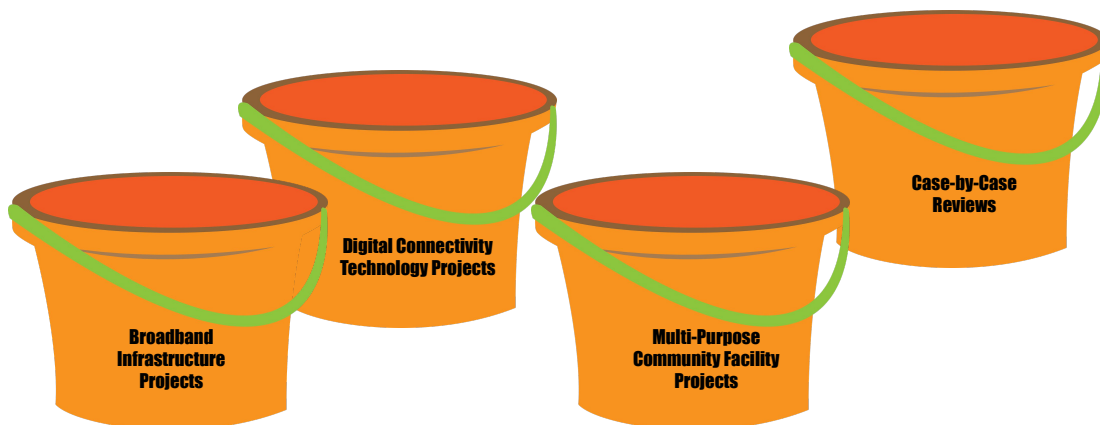 Broadband
Infrastructure
Projects
Digital Connectivity
Technology Projects
Multi-Purpose
Community Facility
Projects
Case-by-Case
Reviews